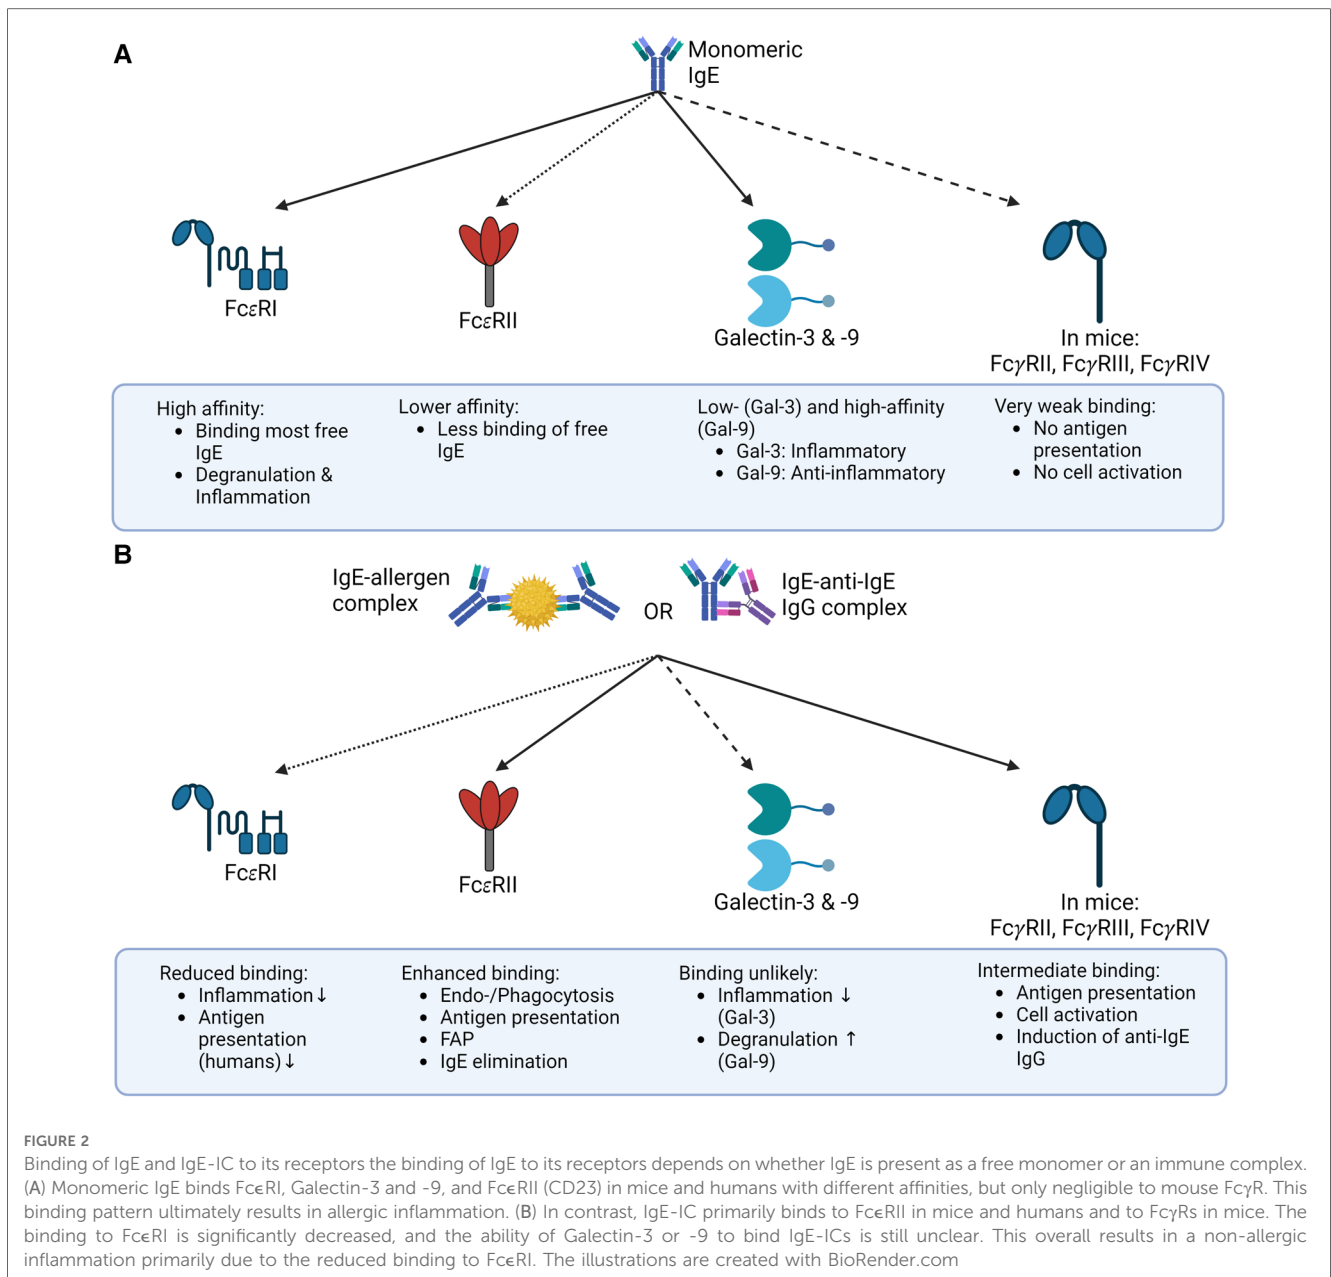 A
Monomeric
IgE
FcεRI
FcεRII
Galectin-3 & -9
In mice:
FcγRII, FcγRIII, FcγRIV
High affinity:
• Binding most free
IgE
• Degranulation &
Inflammation
Lower affinity:
• Less binding of free
IgE
Low- (Gal-3) and high-affinity
(Gal-9)
• Gal-3: Inflammatory
• Gal-9: Anti-inflammatory
Very weak binding:
• No antigen
presentation
• No cell activation
B
IgE-allergen
complex
OR
IgE-anti-IgE
IgG complex
FcεRI
FcεRII
Galectin-3 & -9
In mice:
FcγRII, FcγRIII, FcγRIV
Reduced binding:
• Inflammation↓
• Antigen
presentation
(humans)↓
Enhanced binding:
• Endo-/Phagocytosis
• Antigen presentation
• FAP
• IgE elimination
Binding unlikely:
• Inflammation ↓
(Gal-3)
• Degranulation ↑
(Gal-9)
Intermediate binding:
• Antigen presentation
• Cell activation
• Induction of anti-IgE
IgG
FIGURE 2
Binding of IgE and IgE-IC to its receptors the binding of IgE to its receptors depends on whether IgE is present as a free monomer or an immune complex.
(A) Monomeric IgE binds FcϵRI, Galectin-3 and -9, and FcϵRII (CD23) in mice and humans with different affinities, but only negligible to mouse FcγR. This
binding pattern ultimately results in allergic inflammation. (B) In contrast, IgE-IC primarily binds to FcϵRII in mice and humans and to FcγRs in mice. The
binding to FcϵRI is significantly decreased, and the ability of Galectin-3 or -9 to bind IgE-ICs is still unclear. This overall results in a non-allergic
inflammation primarily due to the reduced binding to FcϵRI. The illustrations are created with BioRender.com